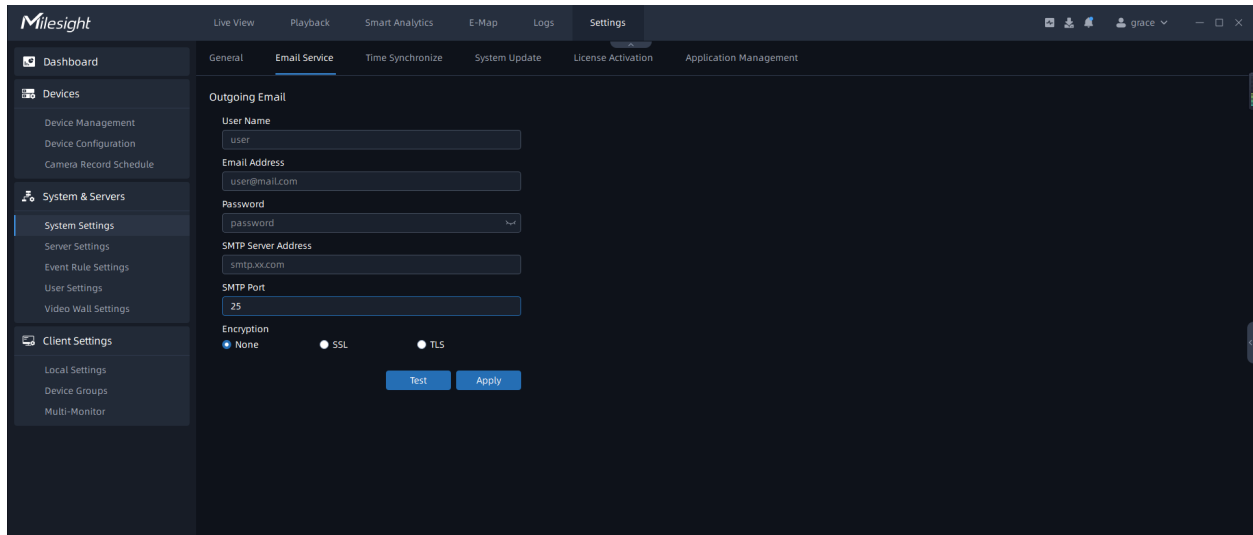 Milesight Live View Playback Smart Analytics E-Map Logs Settings grace
Dashboard
General Email Service Time Synchronize System Update License Activation Application Management
Devices
Device Management
Device Configuration
Camera Record Schedule
System & Servers
System Settings
Server Settings
Event Rule Settings
User Settings
Video Wall Settings
Client Settings
Local Settings
Device Groups
Multi-Monitor
Outgoing Email
User Name
user
Email Address
user@mail.com
Password
password
SMTP Server Address
smtp.xx.com
SMTP Port
25
Encryption
None SSL TLS
Test Apply